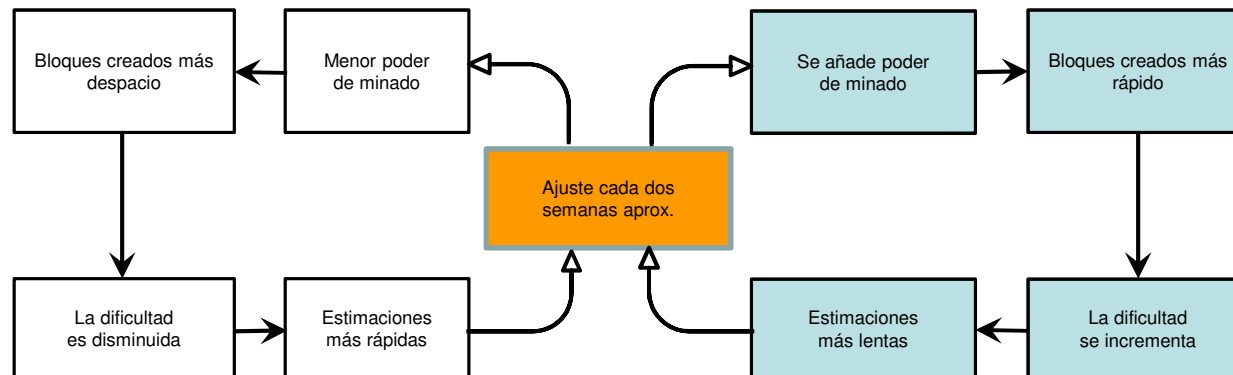 Bloques creados más
despacio
Menor poder
de minado
Se añade poder
de minado
Bloques creados más
rápido
Ajuste cada dos
semanas aprox.
La dificultad
es disminuida
Estimaciones
más rápidas
Estimaciones
más lentas
La dificultad
se incrementa